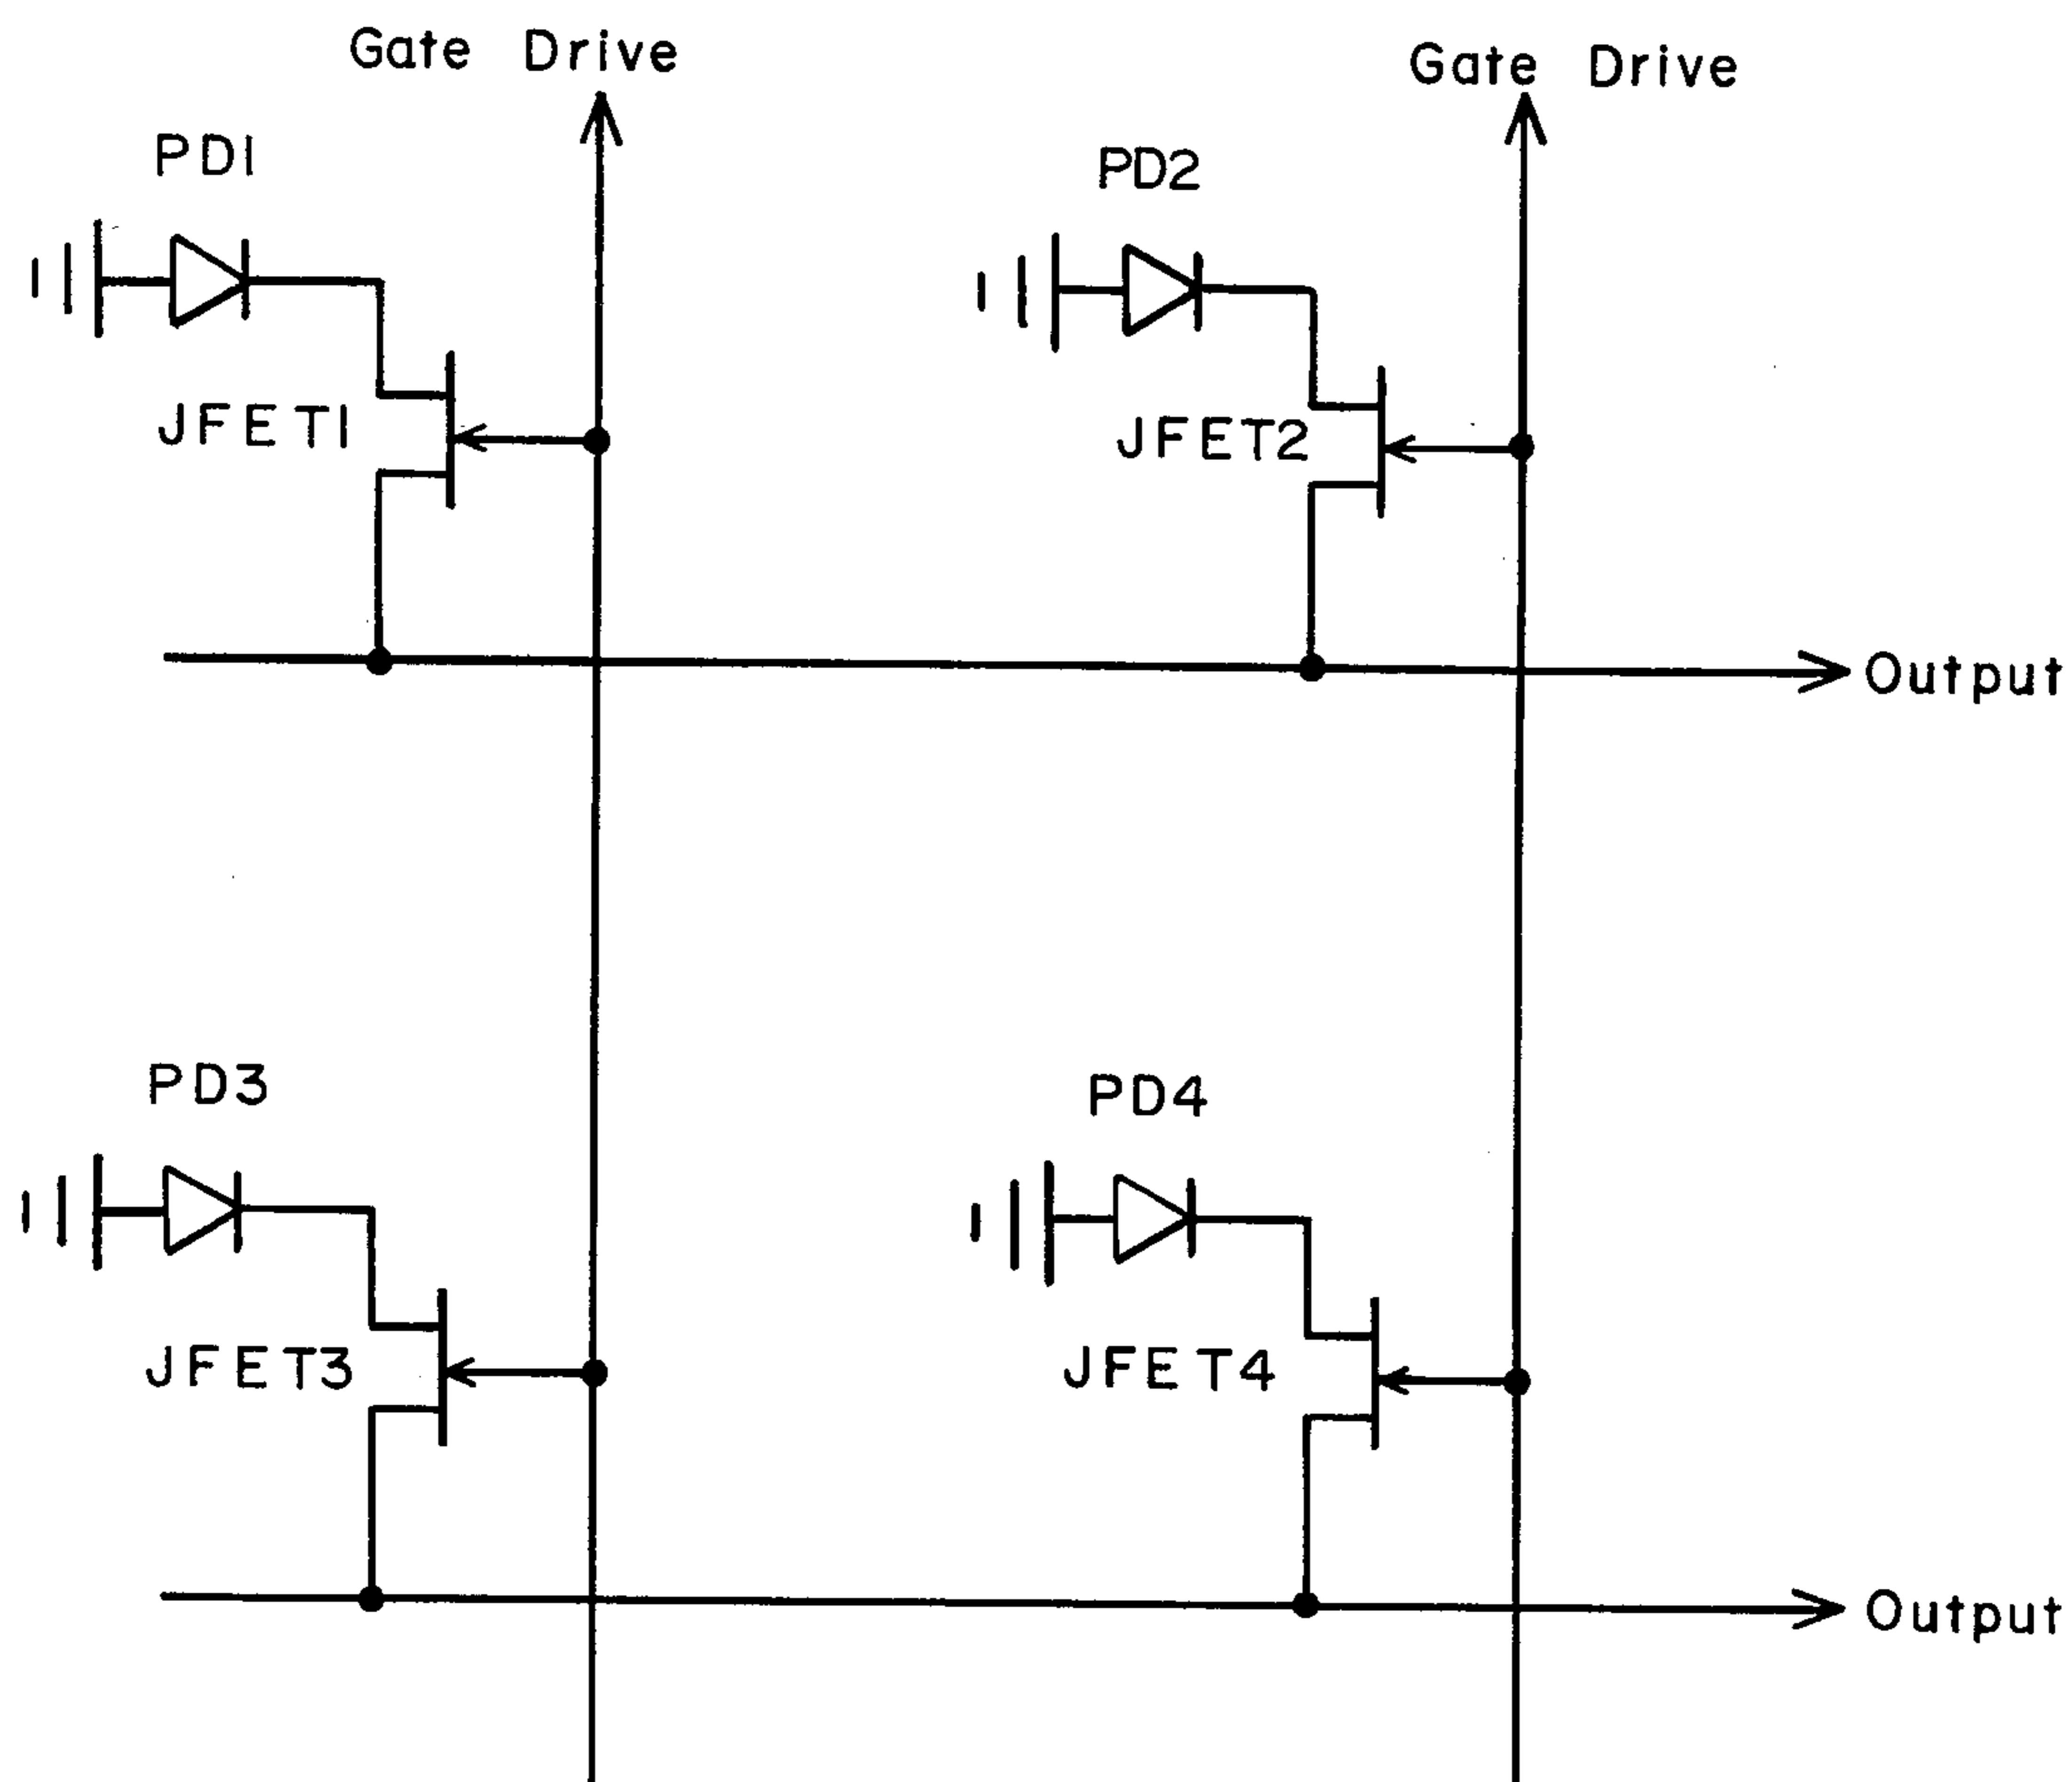 Gate Drive
Gate Drive
PD1
PD2
JFET1
JFET2
Output
PD3
PD4
JFET3
JFET4
Output